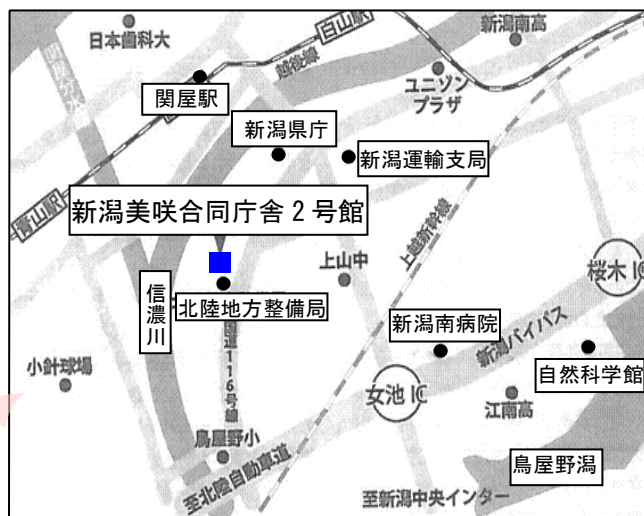 日本歯科大
白山駅
新潟南高
関屋分水
越後線
関屋駅
ユニゾン
プラザ
新潟県庁
新潟運輸支局
青山駅
新潟美咲合同庁舎2号館
上越新幹線
上山中
桜木IC
信濃川
北陸地方整備局
国道116号線
新潟南病院
新潟バイパス
小針球場
自然科学館
女池IC
江南高
鳥屋野小
鳥屋野潟
至北陸自動車道
至新潟中央インター